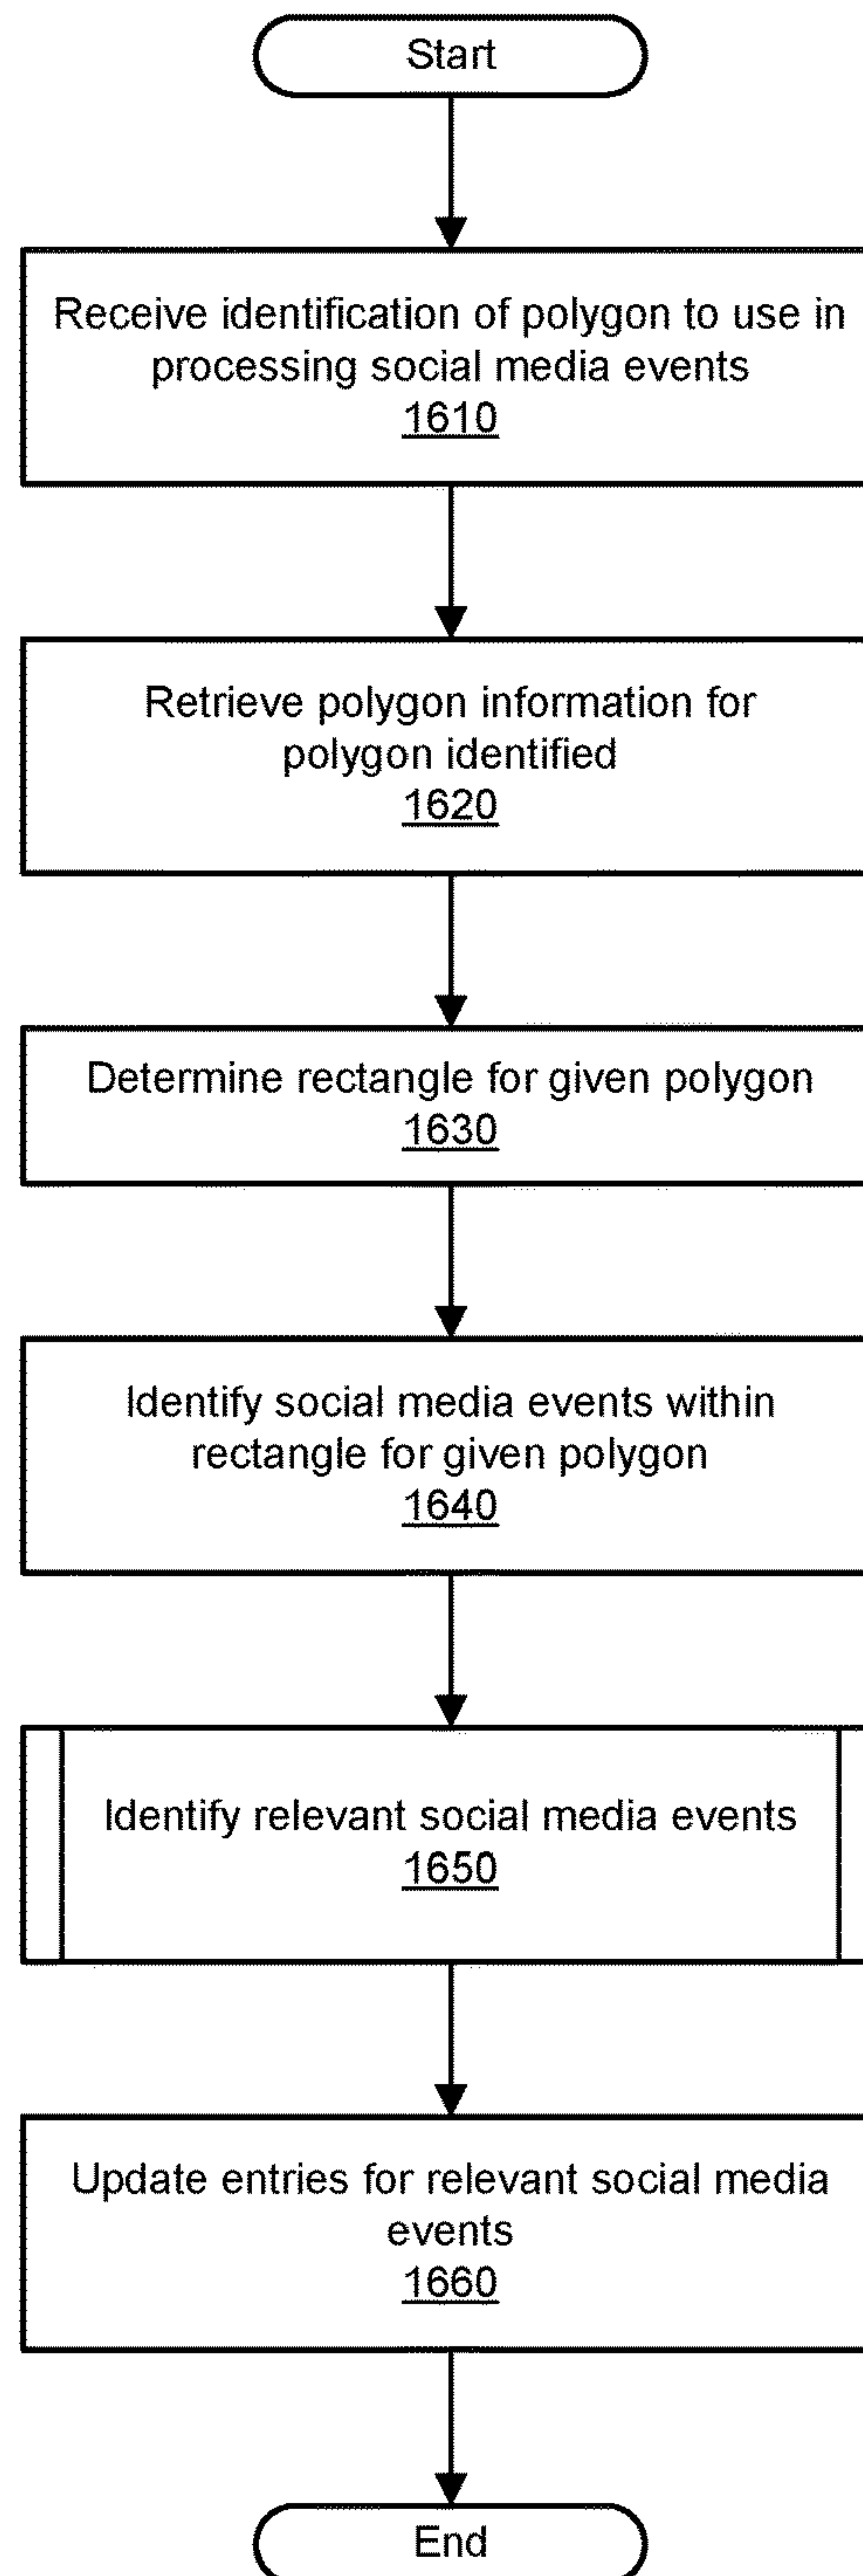 Start
Receive identification of polygon to use in
processing social media events
1610
Retrieve polygon information for
polygon identified
1620
Determine rectangle for given polygon
1630
Identify social media events within
rectangle for given polygon
1640
Identify relevant social media events
1650
Update entries for relevant social media
events
1660
End